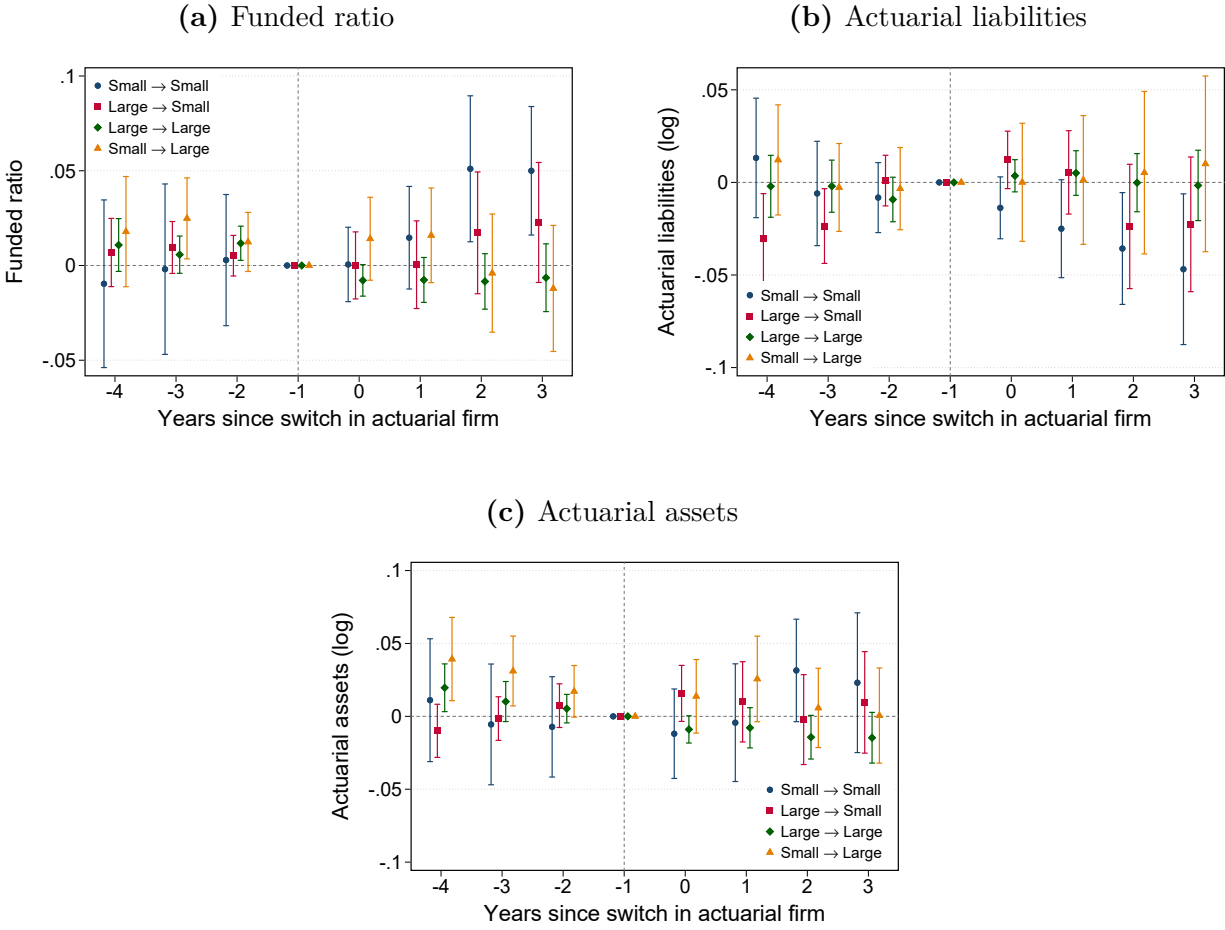 (a) Funded ratio
.1
.05
0
-.05
Funded ratio
Small → Small
Large → Small
Large → Large
Small → Large
-4 -3 -2 -1 0 1 2 3
Years since switch in actuarial firm
(b) Actuarial liabilities
.05
0
-.05
-.1
Actuarial liabilities (log)
Small → Small
Large → Small
Large → Large
Small → Large
-4 -3 -2 -1 0 1 2 3
Years since switch in actuarial firm
(c) Actuarial assets
.1
.05
0
-.05
-.1
Actuarial assets (log)
Small → Small
Large → Small
Large → Large
Small → Large
-4 -3 -2 -1 0 1 2 3
Years since switch in actuarial firm